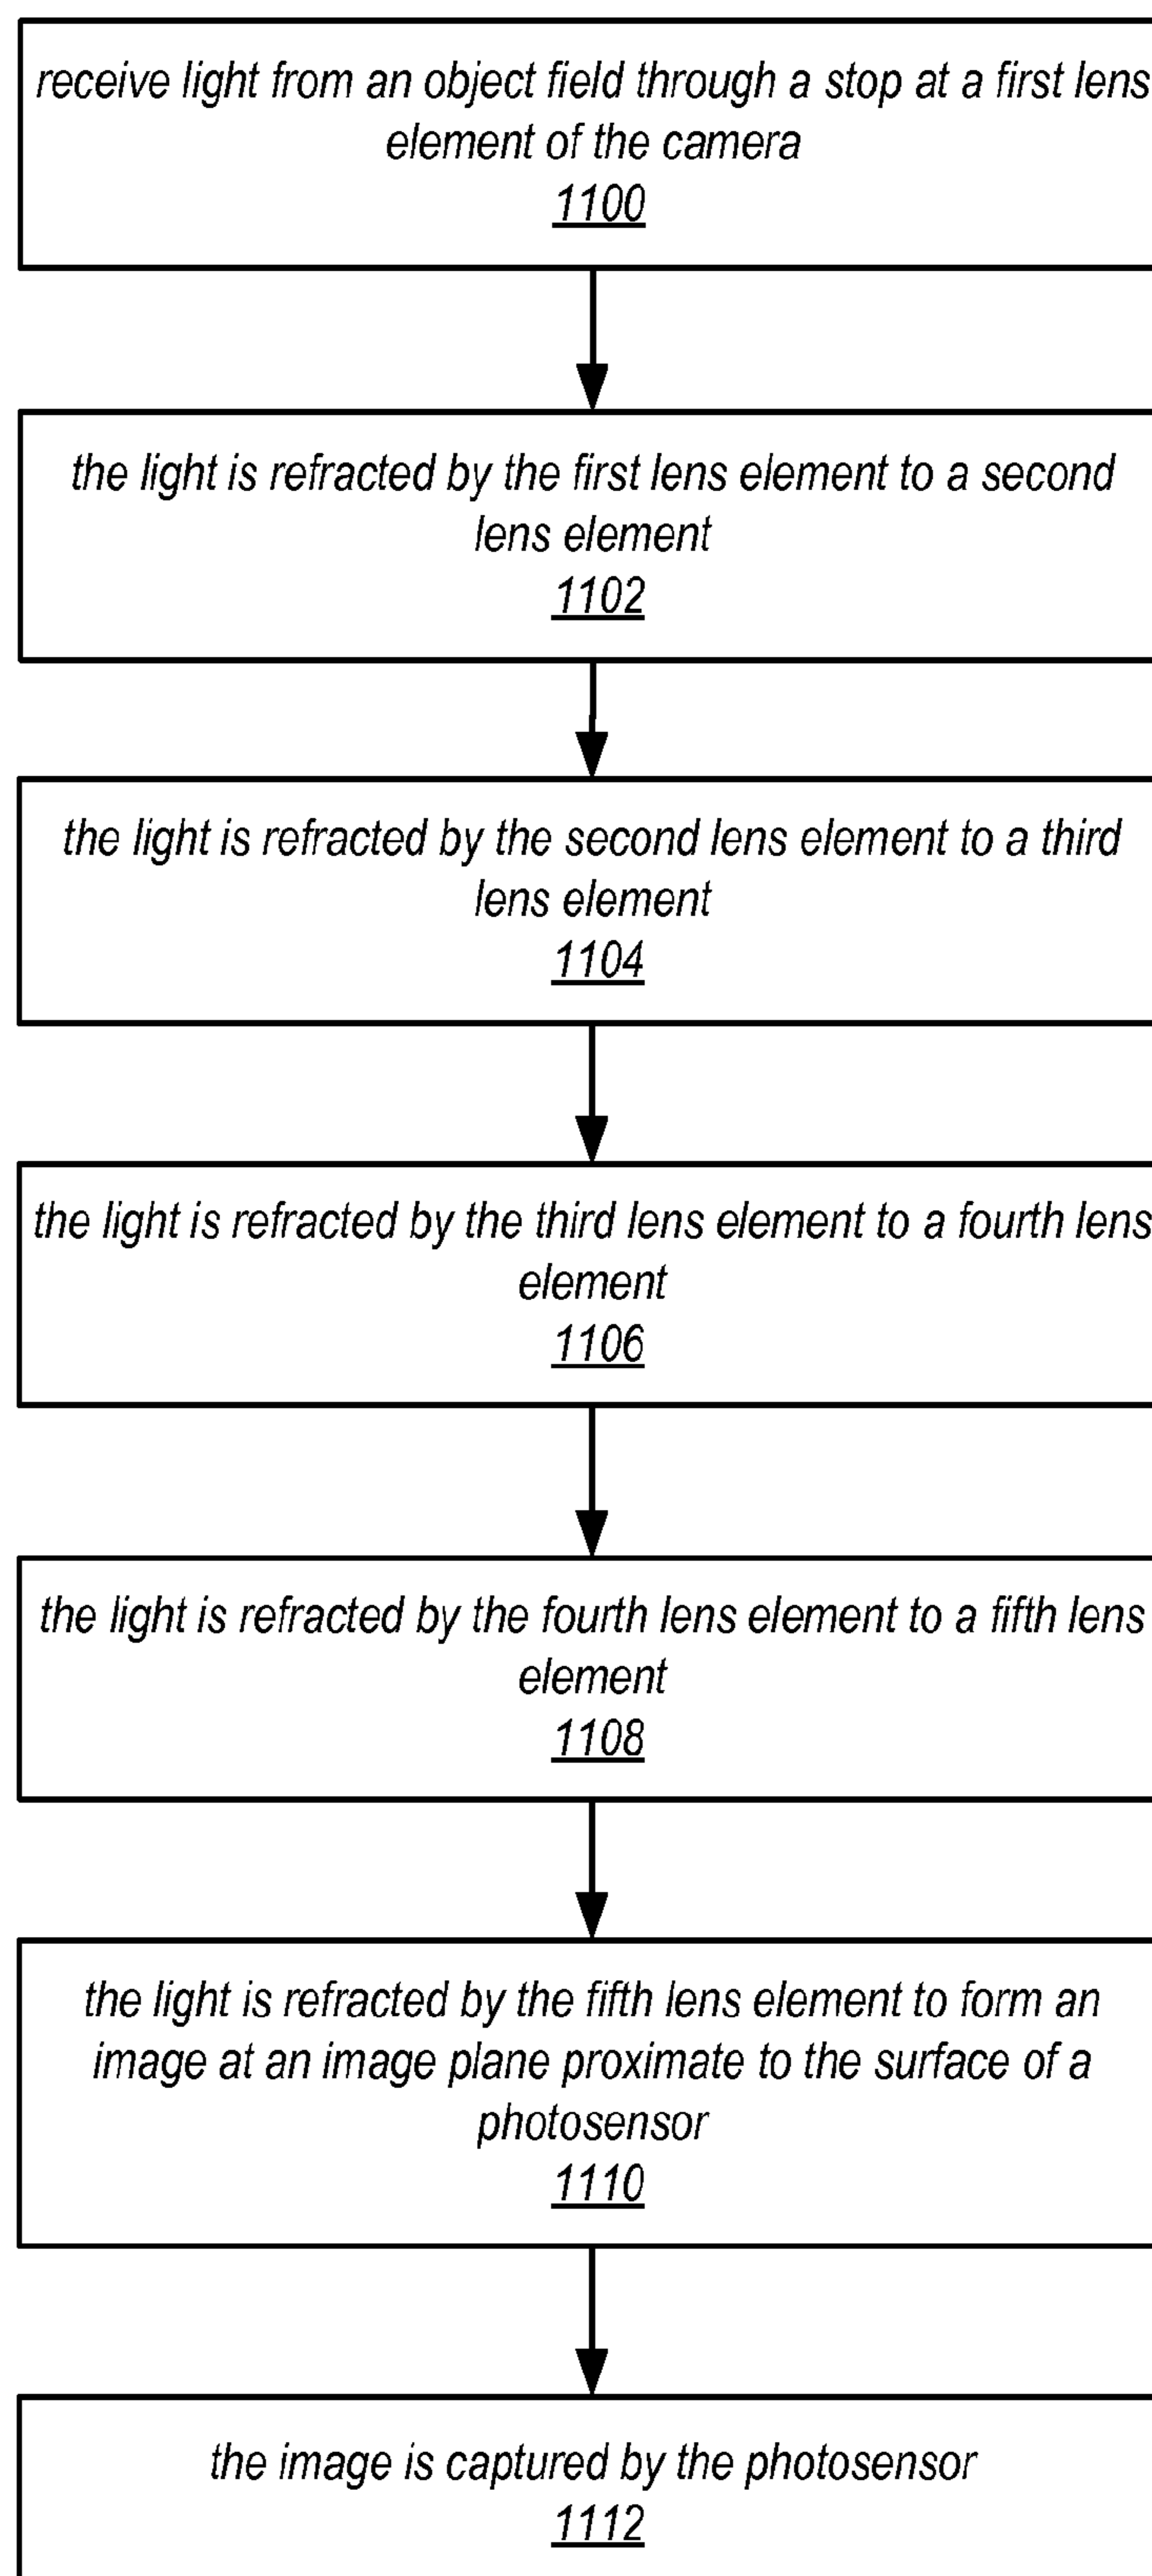 receive light from an object field through a stop at a first lens
element of the camera
1100
the light is refracted by the first lens element to a second
lens element
1102
the light is refracted by the second lens element to a third
lens element
1104
the light is refracted by the third lens element to a fourth lens
element
1106
the light is refracted by the fourth lens element to a fifth lens
element
1108
the light is refracted by the fifth lens element to form an
image at an image plane proximate to the surface of a
photosensor
1110
the image is captured by the photosensor
1112